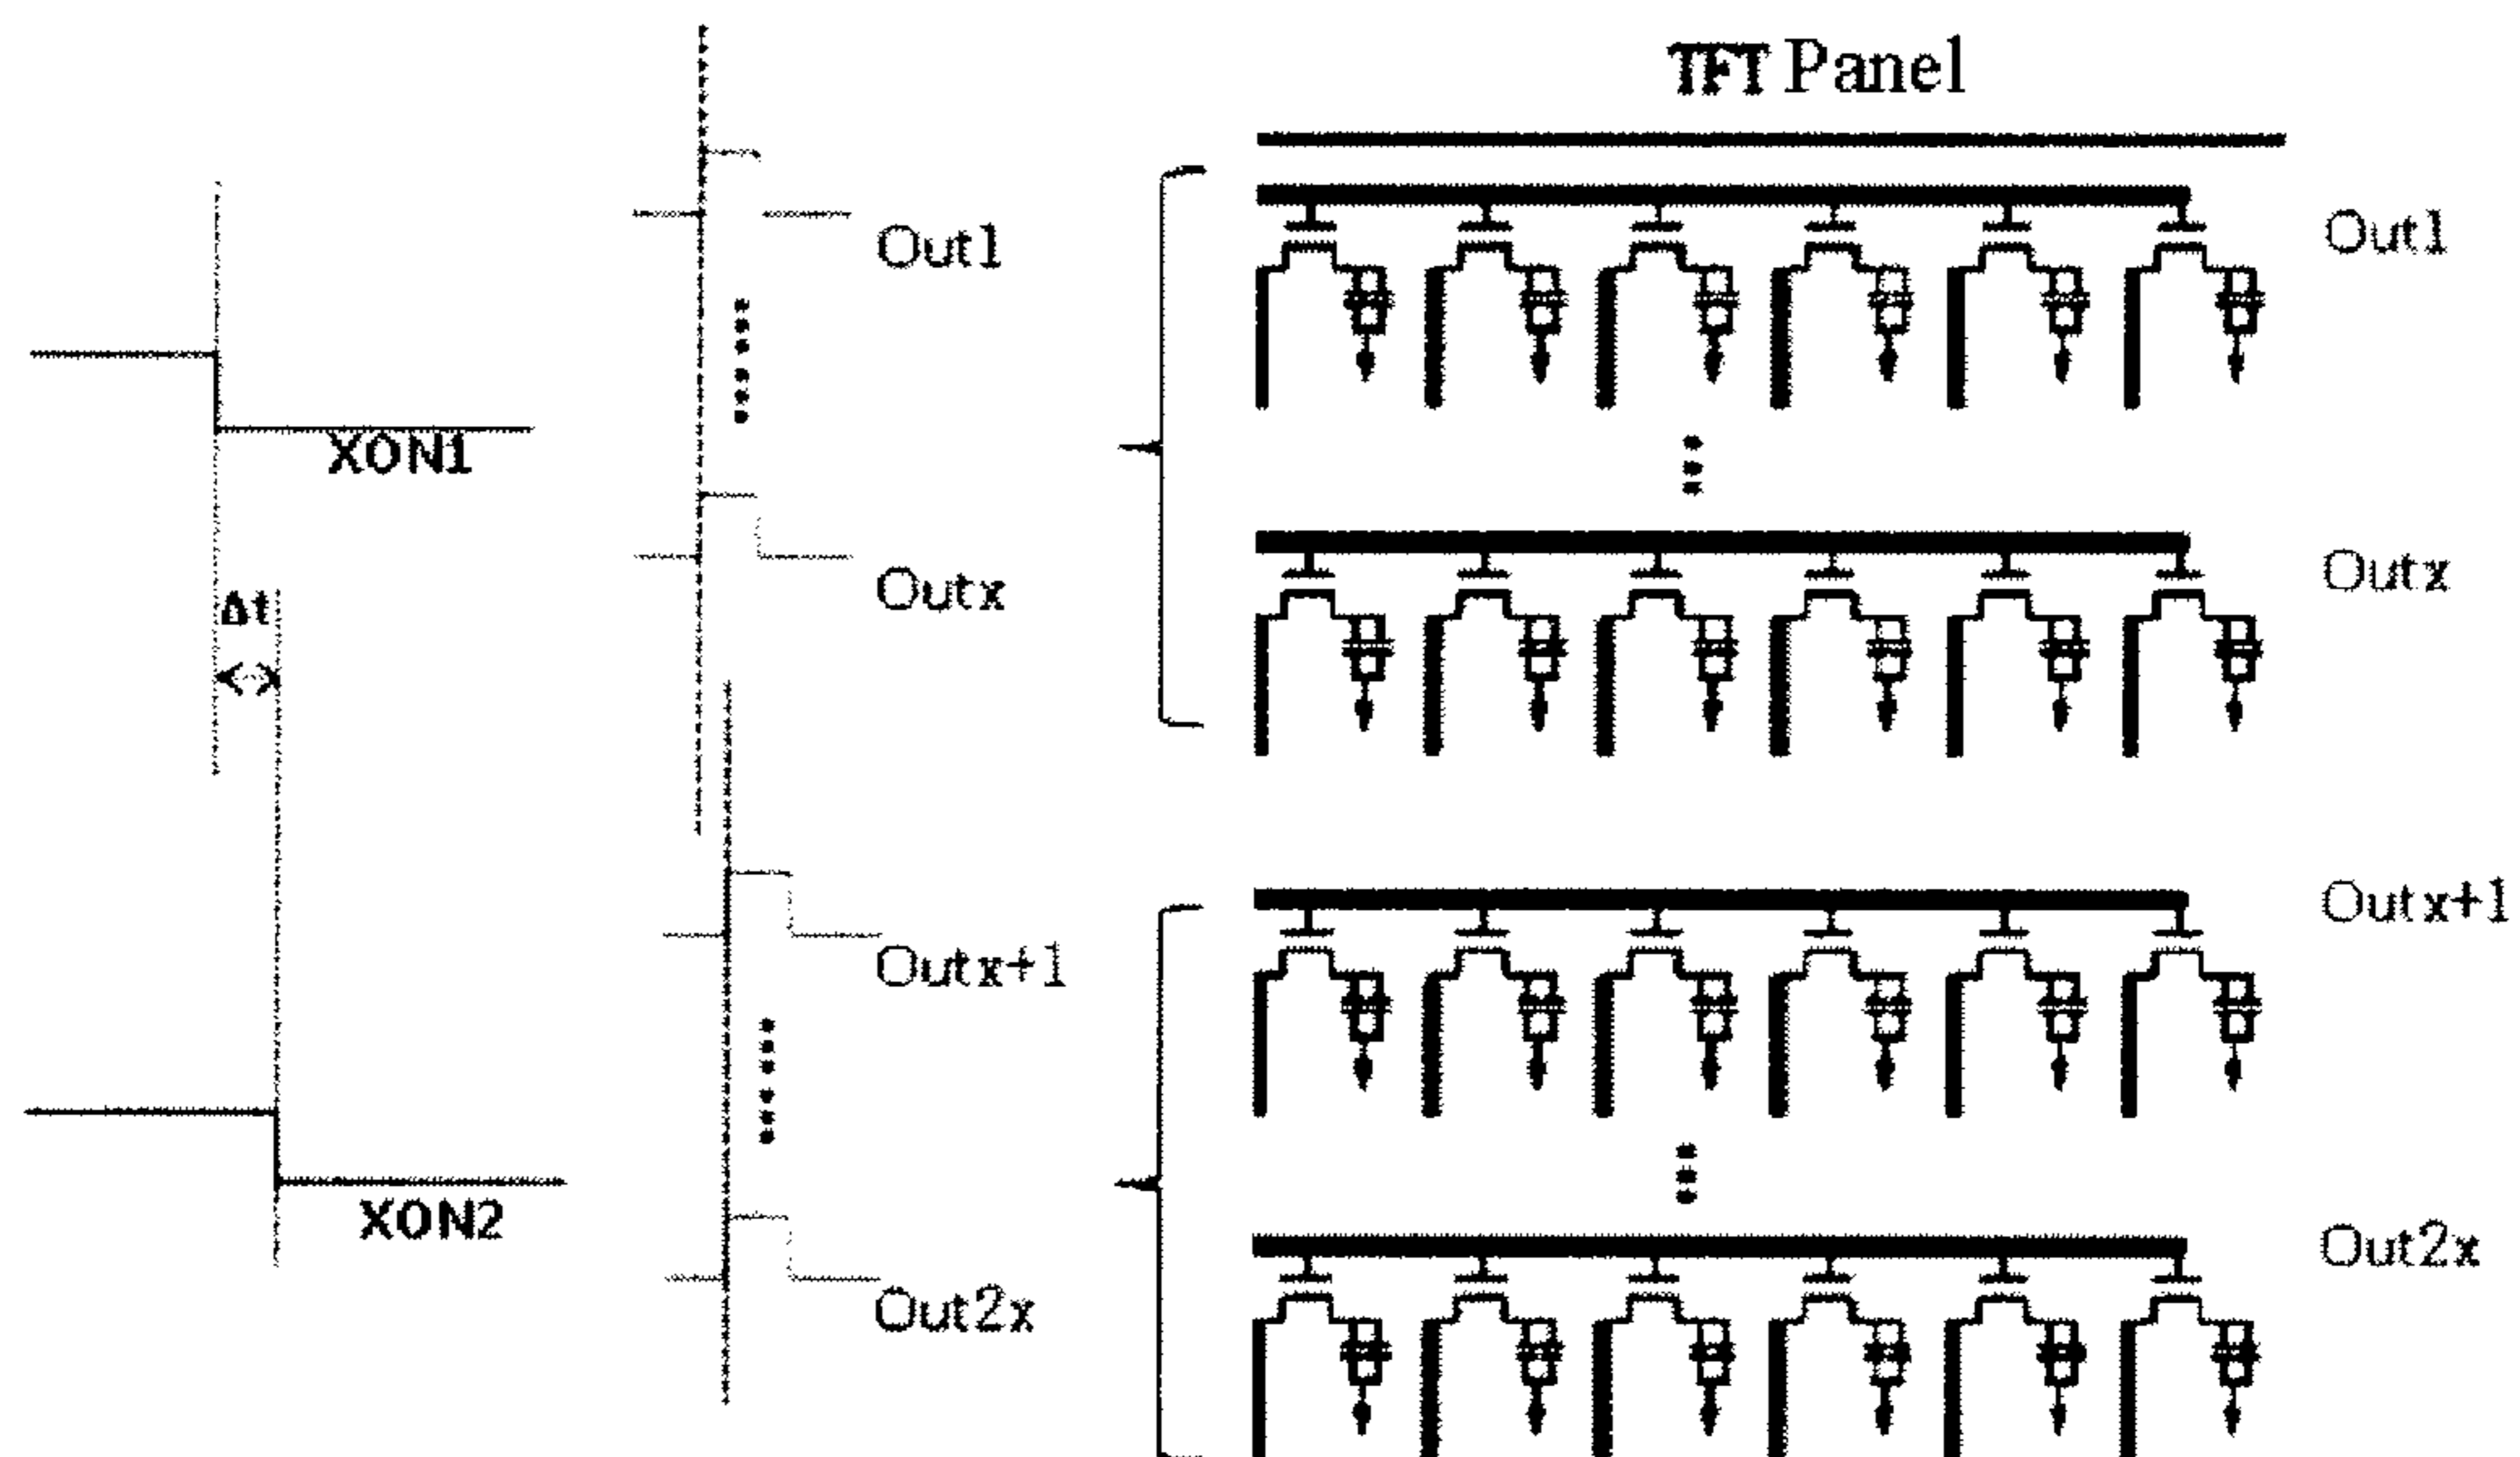 TFT Panel
Out1
Out1
XON1
Outx
Outx
Δt
Outx+1
Outx+1
XON2
Out2x
Out2x